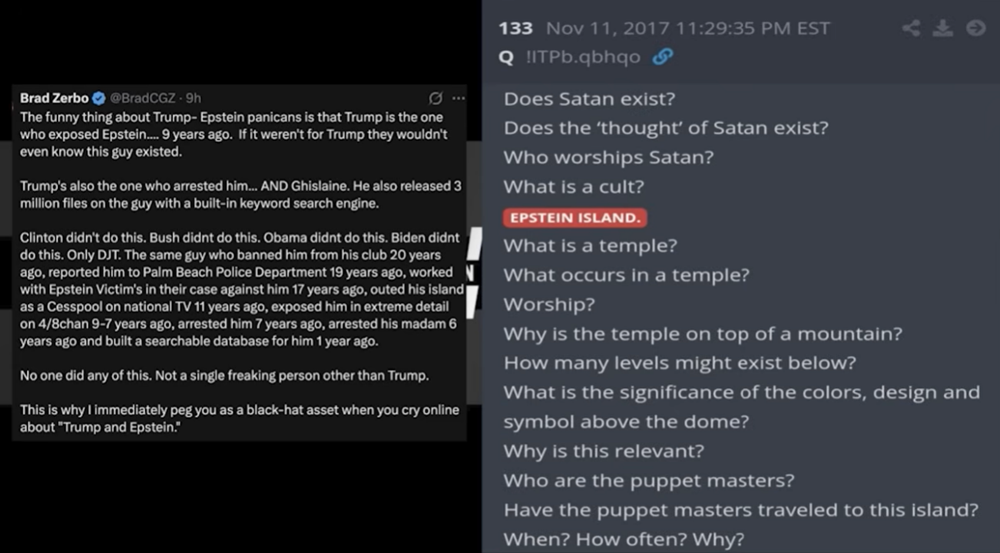 Brad Zerbo @BradCGZ · 9h
The funny thing about Trump- Epstein panicans is that Trump is the one
who exposed Epstein.... 9 years ago. If it weren't for Trump they wouldn't
even know this guy existed.
Trump's also the one who arrested him... AND Ghislaine. He also released 3
million files on the guy with a built-in keyword search engine.
Clinton didn't do this. Bush didnt do this. Obama didnt do this. Biden didnt
do this. Only DJT. The same guy who banned him from his club 20 years
ago, reported him to Palm Beach Police Department 19 years ago, worked
with Epstein Victim's in their case against him 17 years ago, outed his island
as a Cesspool on national TV 11 years ago, exposed him in extreme detail
on 4/8chan 9-7 years ago, arrested him 7 years ago, arrested his madam 6
years ago and built a searchable database for him 1 year ago.
No one did any of this. Not a single freaking person other than Trump.
This is why I immediately peg you as a black-hat asset when you cry online
about "Trump and Epstein."
133 Nov 11, 2017 11:29:35 PM EST
Q !ITPb.qbhqo
Does Satan exist?
Does the ‘thought’ of Satan exist?
Who worships Satan?
What is a cult?
EPSTEIN ISLAND.
What is a temple?
What occurs in a temple?
Worship?
Why is the temple on top of a mountain?
How many levels might exist below?
What is the significance of the colors, design and
symbol above the dome?
Why is this relevant?
Who are the puppet masters?
Have the puppet masters traveled to this island?
When? How often? Why?